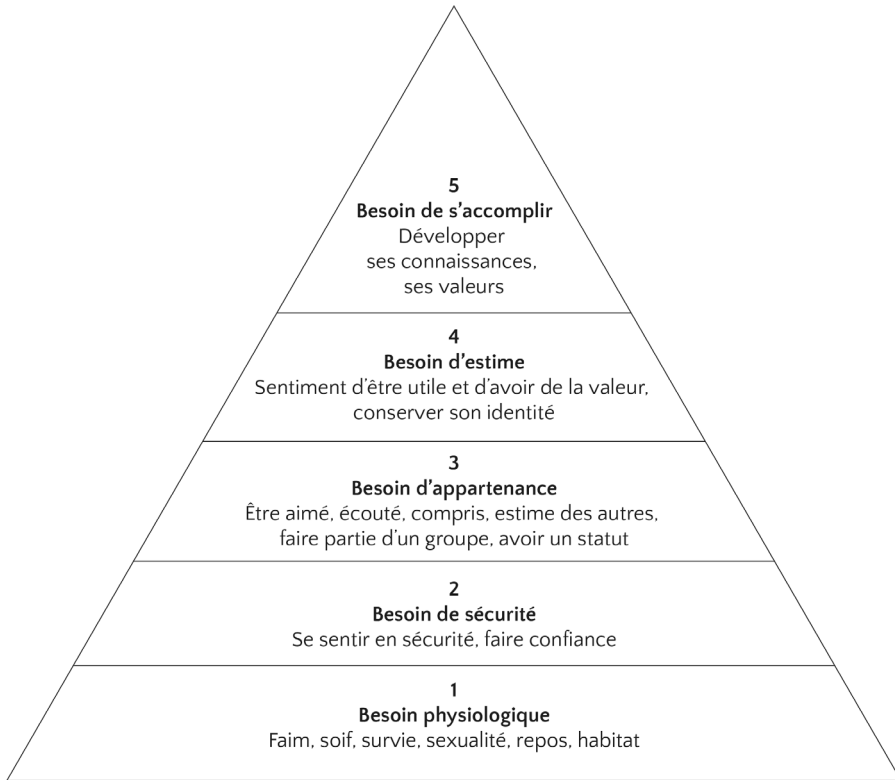 5
Besoin de s’accomplir
Développer
ses connaissances,
ses valeurs
4
Besoin d’estime
Sentiment d’être utile et d’avoir de la valeur,
conserver son identité
3
Besoin d’appartenance
Être aimé, écouté, compris, estime des autres,
faire partie d’un groupe, avoir un statut
2
Besoin de sécurité
Se sentir en sécurité, faire confiance
1
Besoin physiologique
Faim, soif, survie, sexualité, repos, habitat